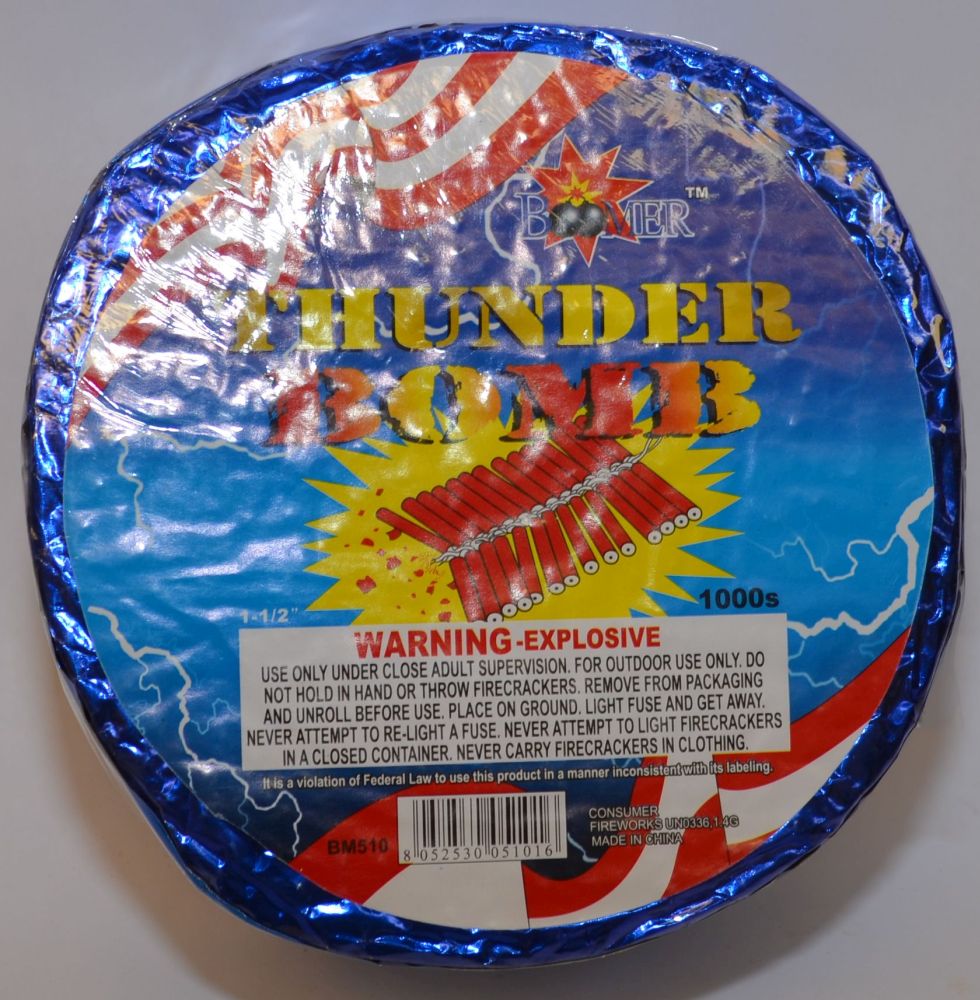 BOOMER™
THUNDER
BOMB
1-1/2"
1000s
WARNING-EXPLOSIVE
USE ONLY UNDER CLOSE ADULT SUPERVISION. FOR OUTDOOR USE ONLY. DO
NOT HOLD IN HAND OR THROW FIRECRACKERS. REMOVE FROM PACKAGING
AND UNROLL BEFORE USE. PLACE ON GROUND. LIGHT FUSE AND GET AWAY.
NEVER ATTEMPT TO RE-LIGHT A FUSE. NEVER ATTEMPT TO LIGHT FIRECRACKERS
IN A CLOSED CONTAINER. NEVER CARRY FIRECRACKERS IN CLOTHING.
It is a violation of Federal Law to use this product in a manner inconsistent with its labeling.
BM510
8 052530 051016
CONSUMER
FIREWORKS UN0336,1.4G
MADE IN CHINA